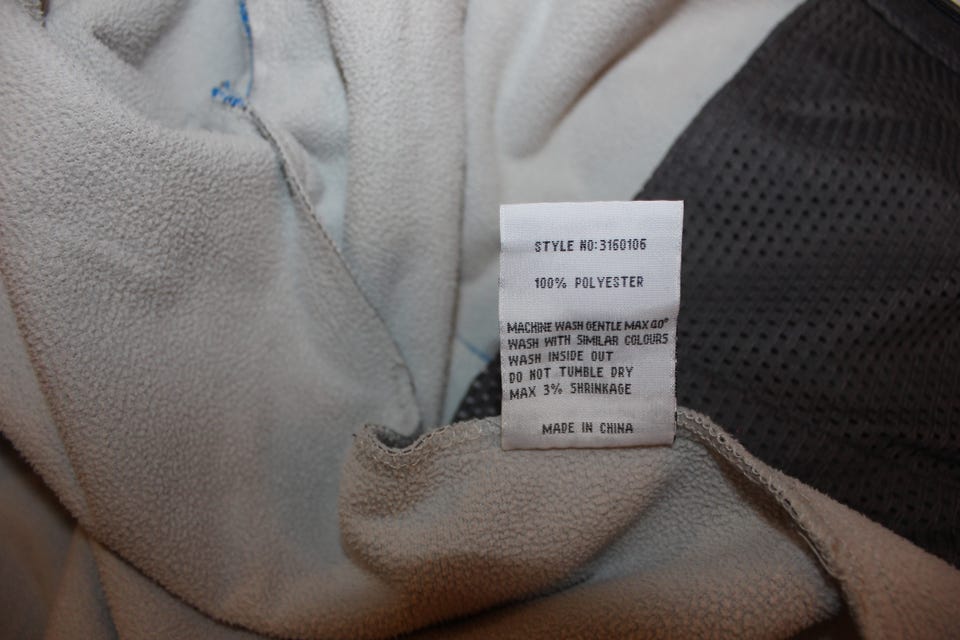 STYLE NO:3160106
100% POLYESTER
MACHINE WASH GENTLE MAX 40°
WASH WITH SIMILAR COLOURS
WASH INSIDE OUT
DO NOT TUMBLE DRY
MAX 3% SHRINKAGE
MADE IN CHINA